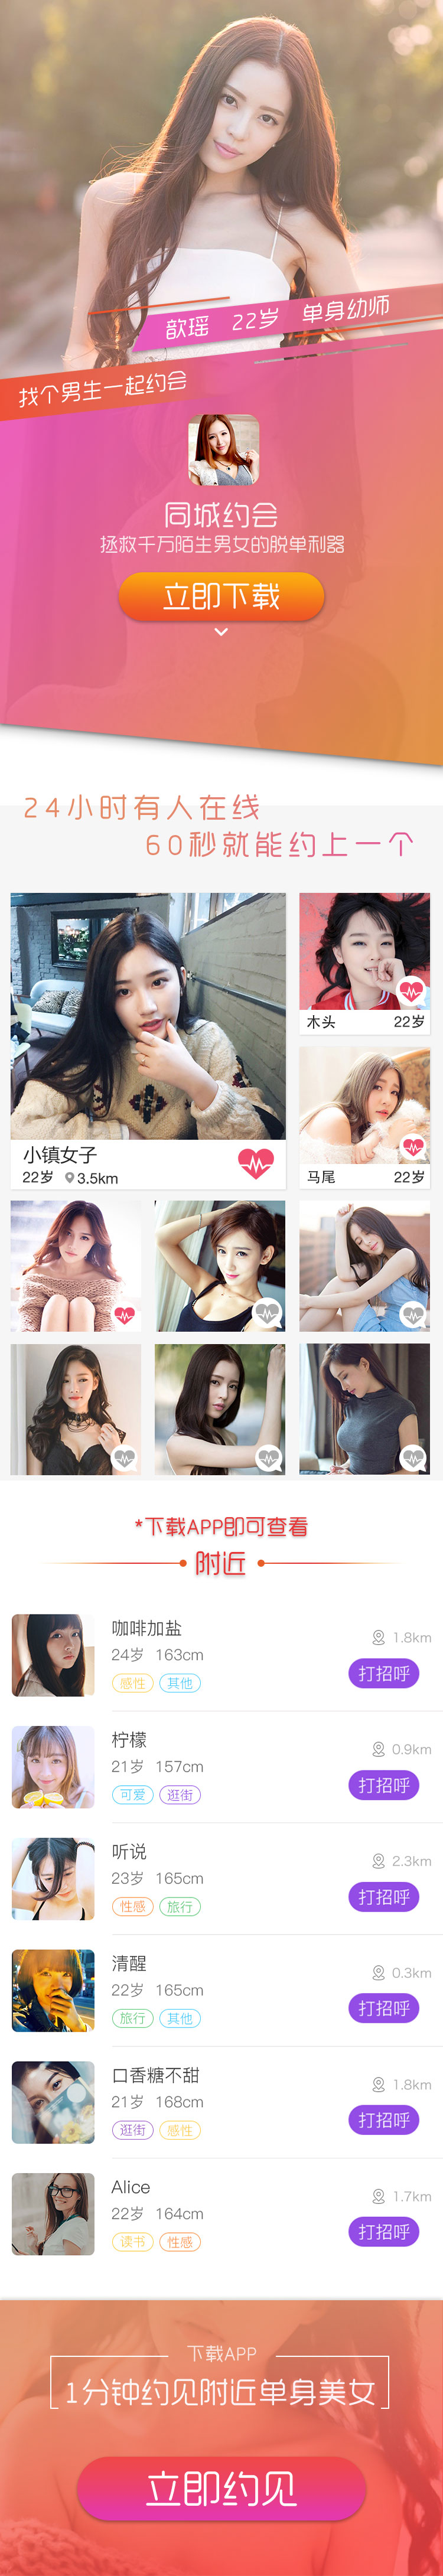 歆瑶 22岁 单身幼师
找个男生一起约会
同城约会
拯救千万陌生男女的脱单利器
立即下载
24小时有人在线
60秒就能约上一个
小镇女子
22岁 3.5km
木头 22岁
马尾 22岁
*下载APP即可查看
附近
咖啡加盐
1.8km
24岁 163cm
打招呼
感性 其他
柠檬
0.9km
21岁 157cm
打招呼
可爱 逛街
听说
2.3km
23岁 165cm
打招呼
性感 旅行
清醒
0.3km
22岁 165cm
打招呼
旅行 其他
口香糖不甜
1.8km
21岁 168cm
打招呼
逛街 感性
Alice
1.7km
22岁 164cm
打招呼
读书 性感
下载APP
1分钟约见附近单身美女
立即约见